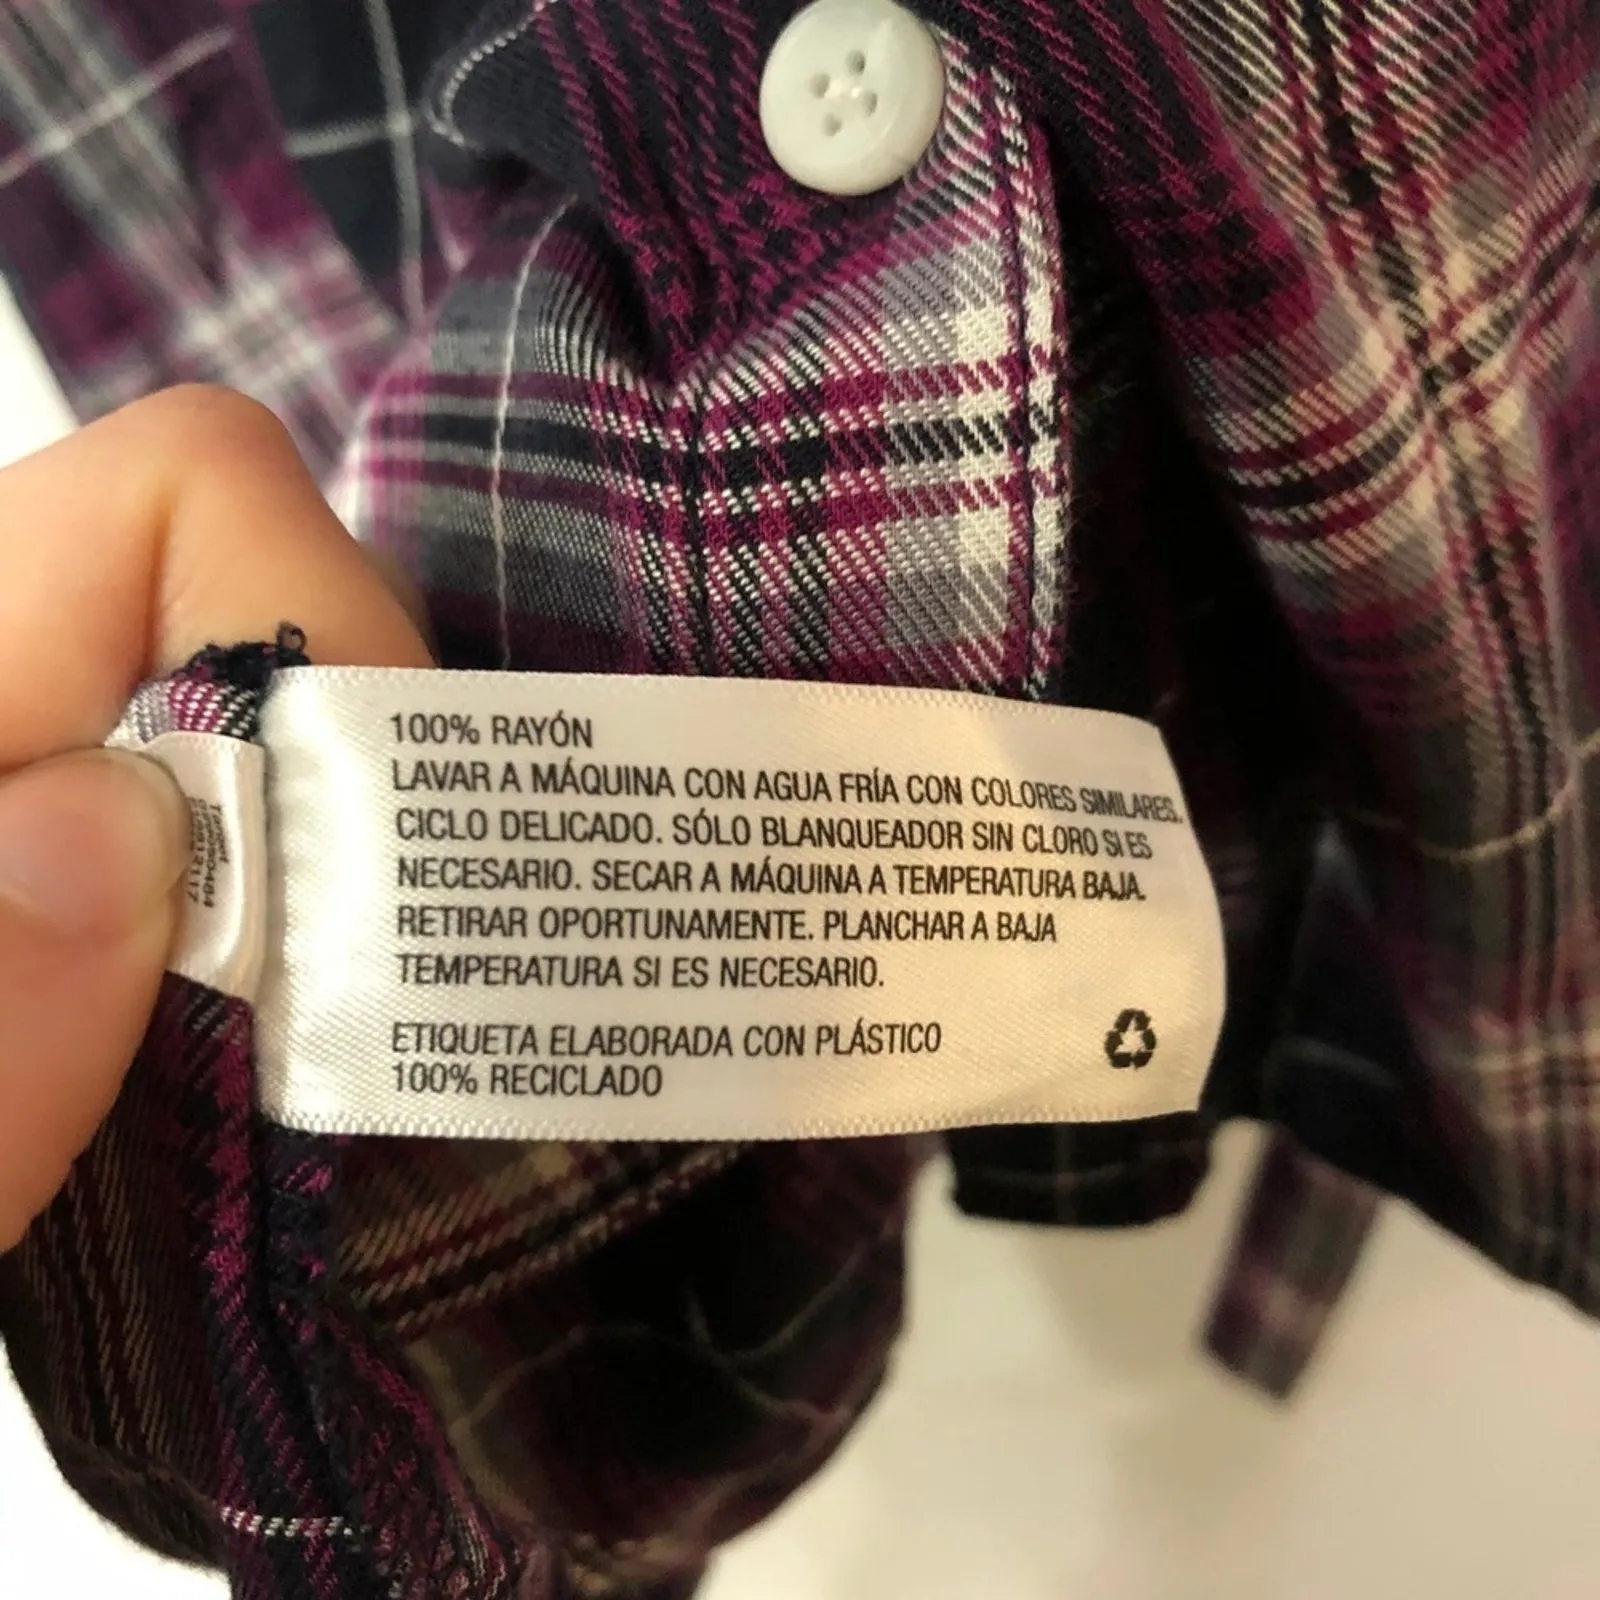 100% RAYÓN
LAVAR A MÁQUINA CON AGUA FRÍA CON COLORES SIMILARES.
CICLO DELICADO. SÓLO BLANQUEADOR SIN CLORO SI ES
NECESARIO. SECAR A MÁQUINA A TEMPERATURA BAJA.
RETIRAR OPORTUNAMENTE. PLANCHAR A BAJA
TEMPERATURA SI ES NECESARIO.
ETIQUETA ELABORADA CON PLÁSTICO
100% RECICLADO